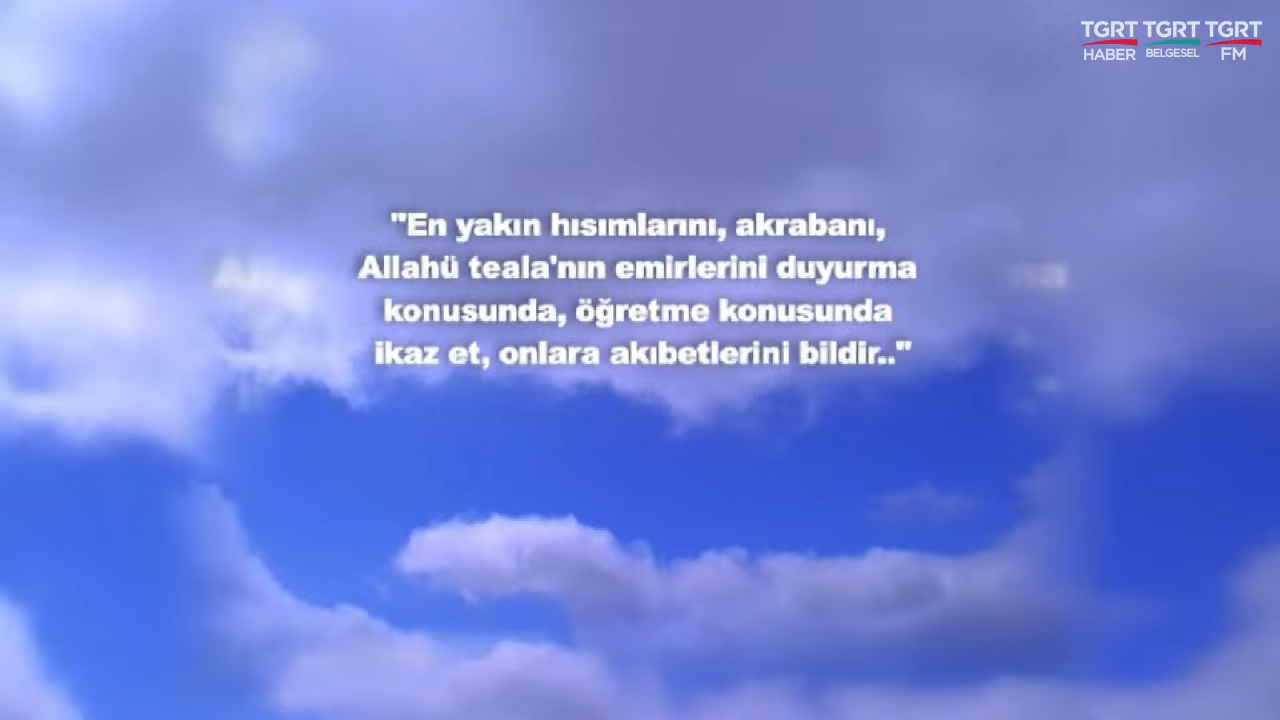 TGRT TGRT TGRT
HABER BELGESEL FM
"En yakın hısımlarını, akrabanı,
Allahü teala'nın emirlerini duyurma
konusunda, öğretme konusunda
ikaz et, onlara akıbetlerini bildir.."